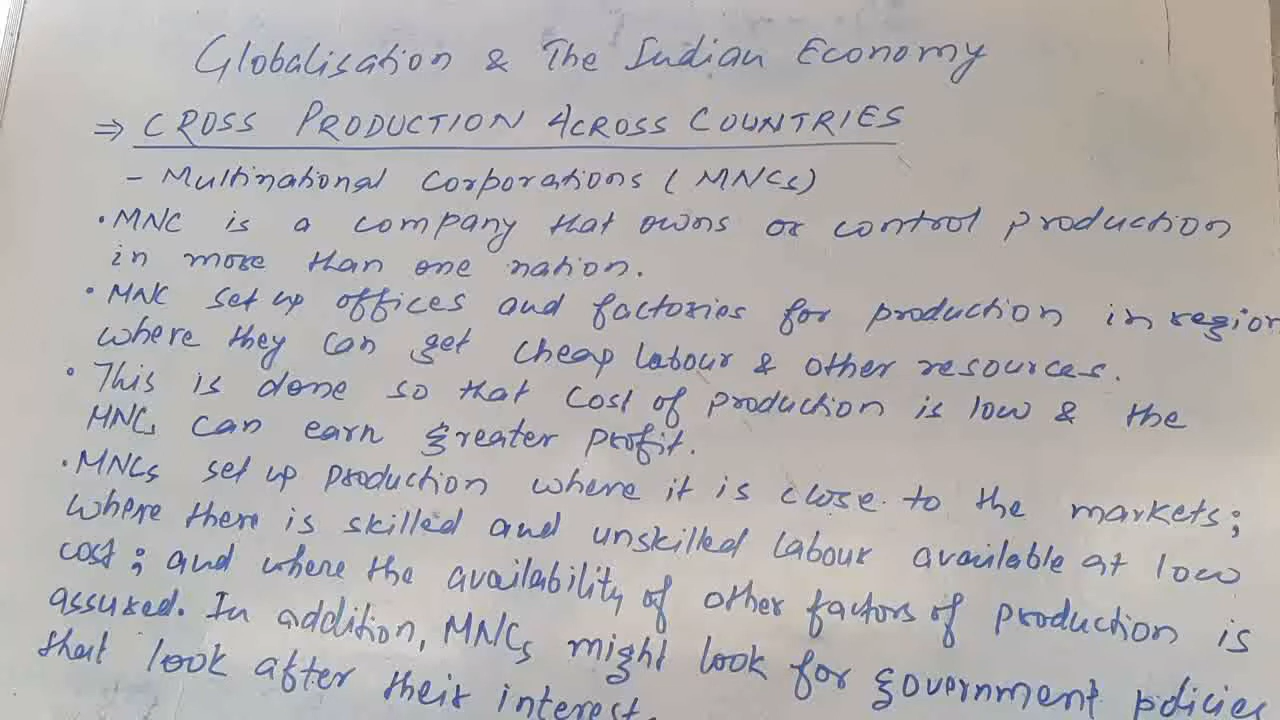 Globalisation & The Indian Economy
⇒ CROSS PRODUCTION ACROSS COUNTRIES
- Multinational Corporations (MNCs)
• MNC is a company that owns or control production
in more than one nation.
• MNC set up offices and factories for production in region
where they can get cheap labour & other resources.
• This is done so that cost of production is low & the
MNCs can earn greater profit.
• MNCs set up production where it is close to the markets;
where there is skilled and unskilled labour available at low
cost; and where the availability of other factors of production is
assured. In addition, MNCs might look for government policies
that look after their interest.